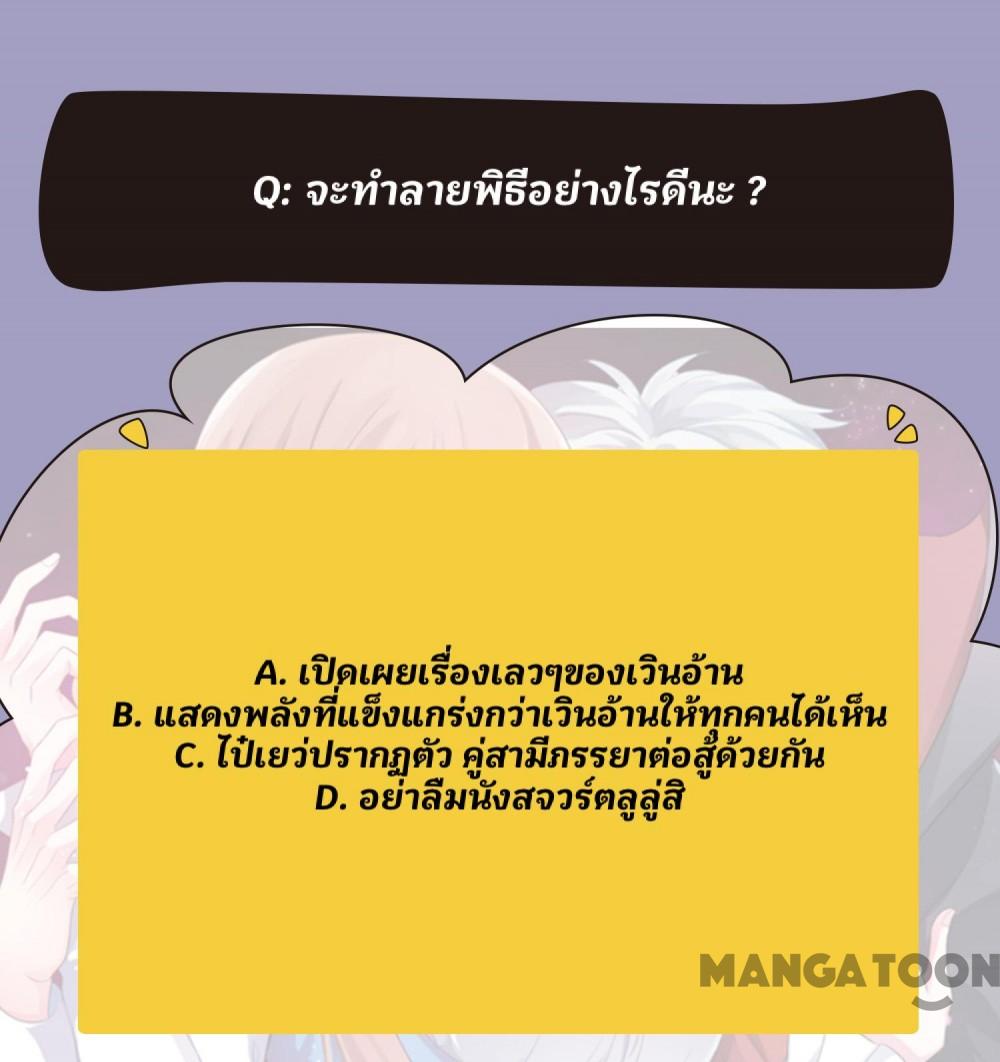 Q: จะทำลายพิธีอย่างไรดีนะ ?
A. เปิดเผยเรื่องเลวๆของเวินอ้าน
B. แสดงพลังที่แข็งแกร่งกว่าเวินอ้านให้ทุกคนได้เห็น
C. ไป๋เยว่ปรากฏตัว คู่สามีภรรยาต่อสู้ด้วยกัน
D. อย่าลืมนังสจวร์ตลูลู่สิ
MANGATOON